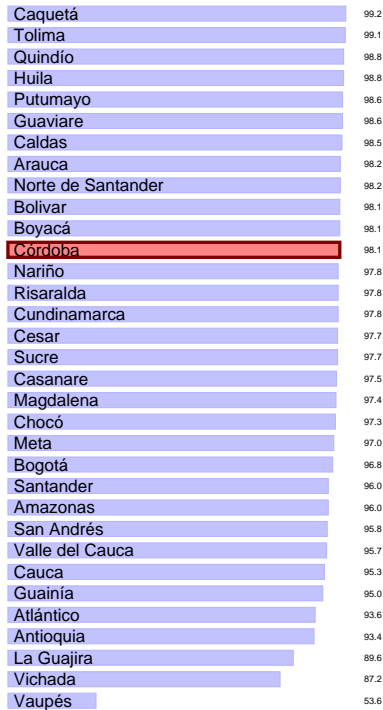 Caquetá 99.2
Tolima 99.1
Quindío 98.8
Huila 98.8
Putumayo 98.6
Guaviare 98.6
Caldas 98.5
Arauca 98.2
Norte de Santander 98.2
Bolivar 98.1
Boyacá 98.1
Córdoba 98.1
Nariño 97.8
Risaralda 97.8
Cundinamarca 97.8
Cesar 97.7
Sucre 97.7
Casanare 97.5
Magdalena 97.4
Chocó 97.3
Meta 97.0
Bogotá 96.8
Santander 96.0
Amazonas 96.0
San Andrés 95.8
Valle del Cauca 95.7
Cauca 95.3
Guainía 95.0
Atlántico 93.6
Antioquia 93.4
La Guajira 89.6
Vichada 87.2
Vaupés 53.6